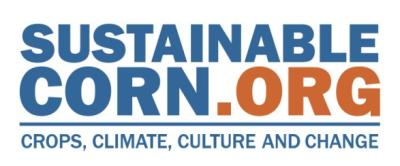 SUSTAINABLE
CORN.ORG
CROPS, CLIMATE, CULTURE AND CHANGE